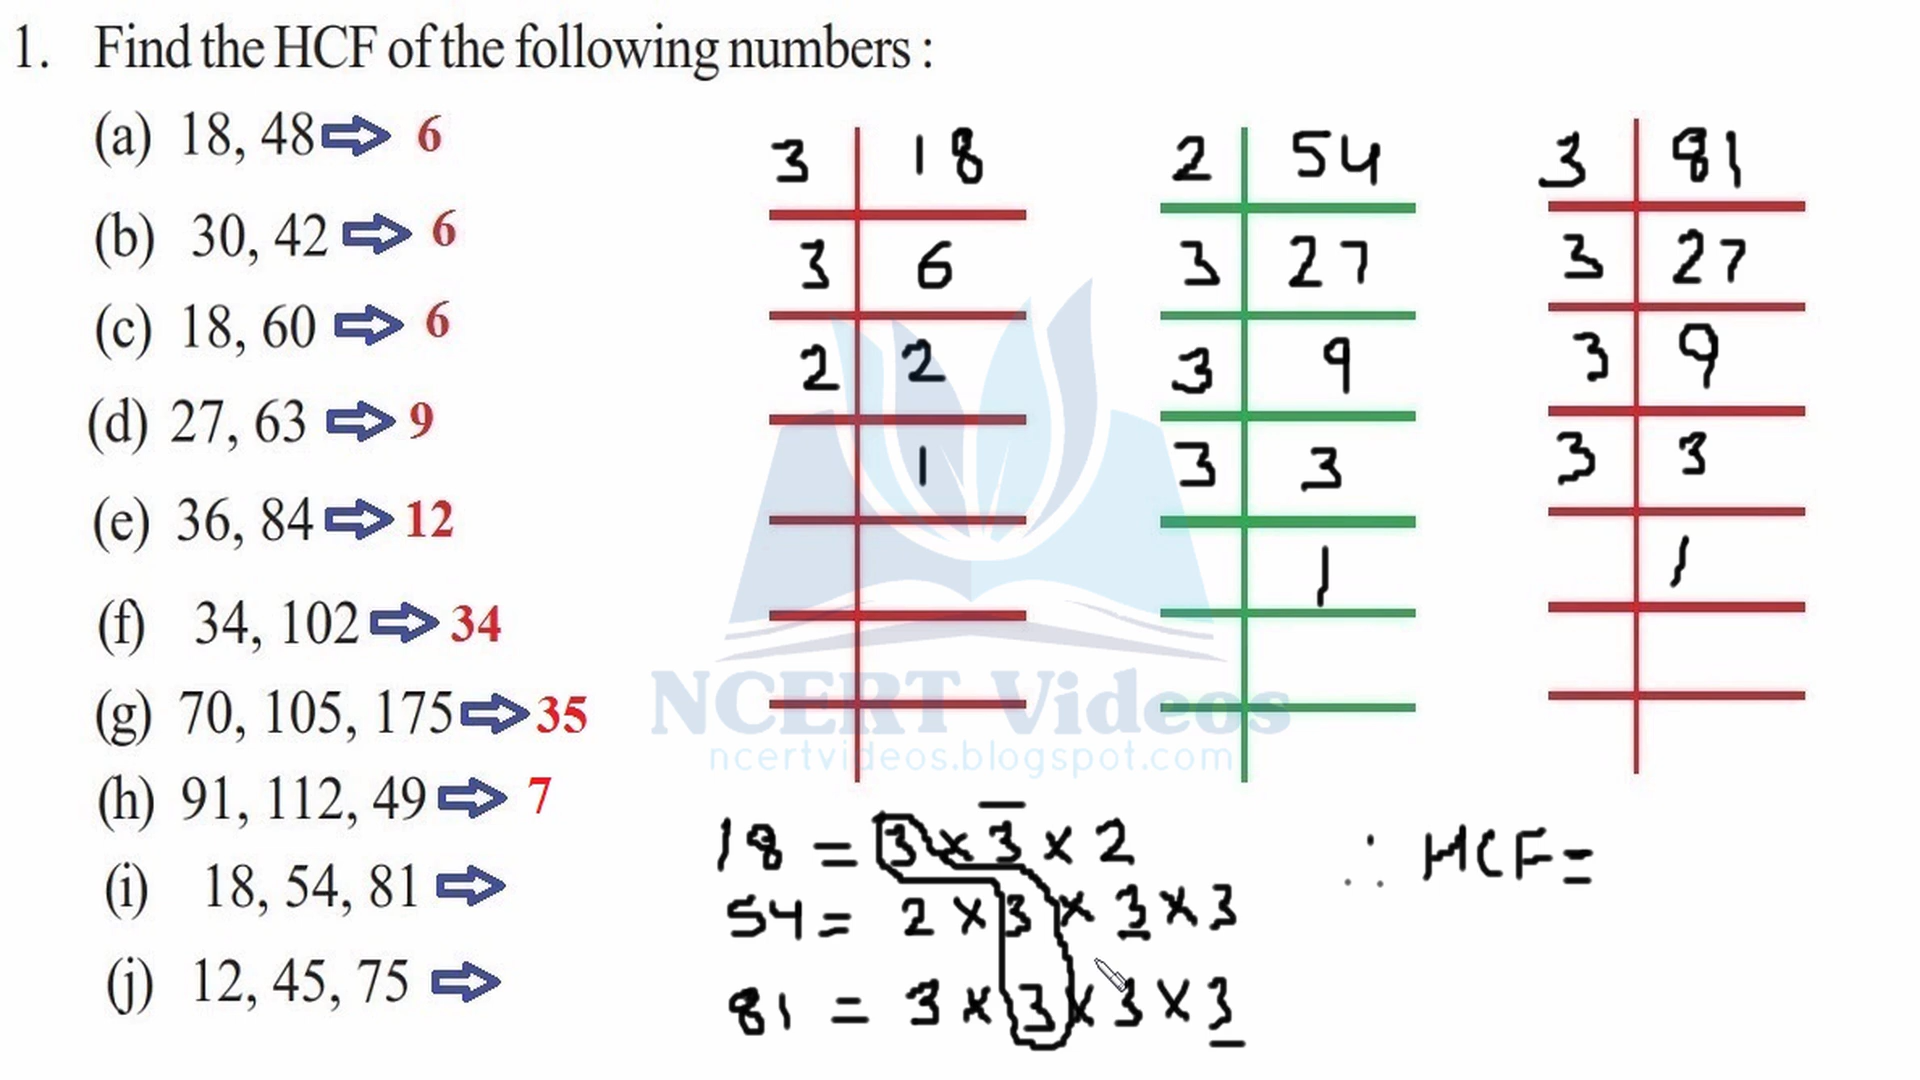 1. Find the HCF of the following numbers :
(a) 18, 48 6
(b) 30, 42 6
(c) 18, 60 6
(d) 27, 63 9
(e) 36, 84 12
(f) 34, 102 34
(g) 70, 105, 175 35
(h) 91, 112, 49 7
(i) 18, 54, 81
(j) 12, 45, 75
3 18
3 6
2 2
1
2 54
3 27
3 9
3 3
1
3 81
3 27
3 9
3 3
1
NCERT Videos
ncertvideos.blogspot.com
18 = 3 × 3 × 2
54 = 2 × 3 × 3 × 3
81 = 3 × 3 × 3 × 3
∴ HCF =